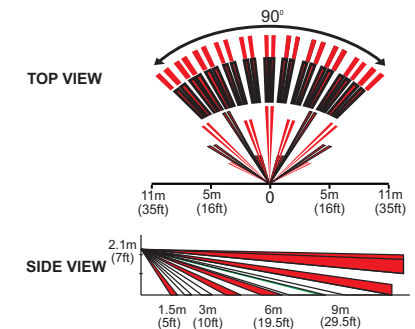 90°
TOP VIEW
11m 5m 0 5m 11m
(35ft) (16ft) (16ft) (35ft)
2.1m
(7ft)
SIDE VIEW
1.5m 3m 6m 9m
(5ft) (10ft) (19.5ft) (29.5ft)